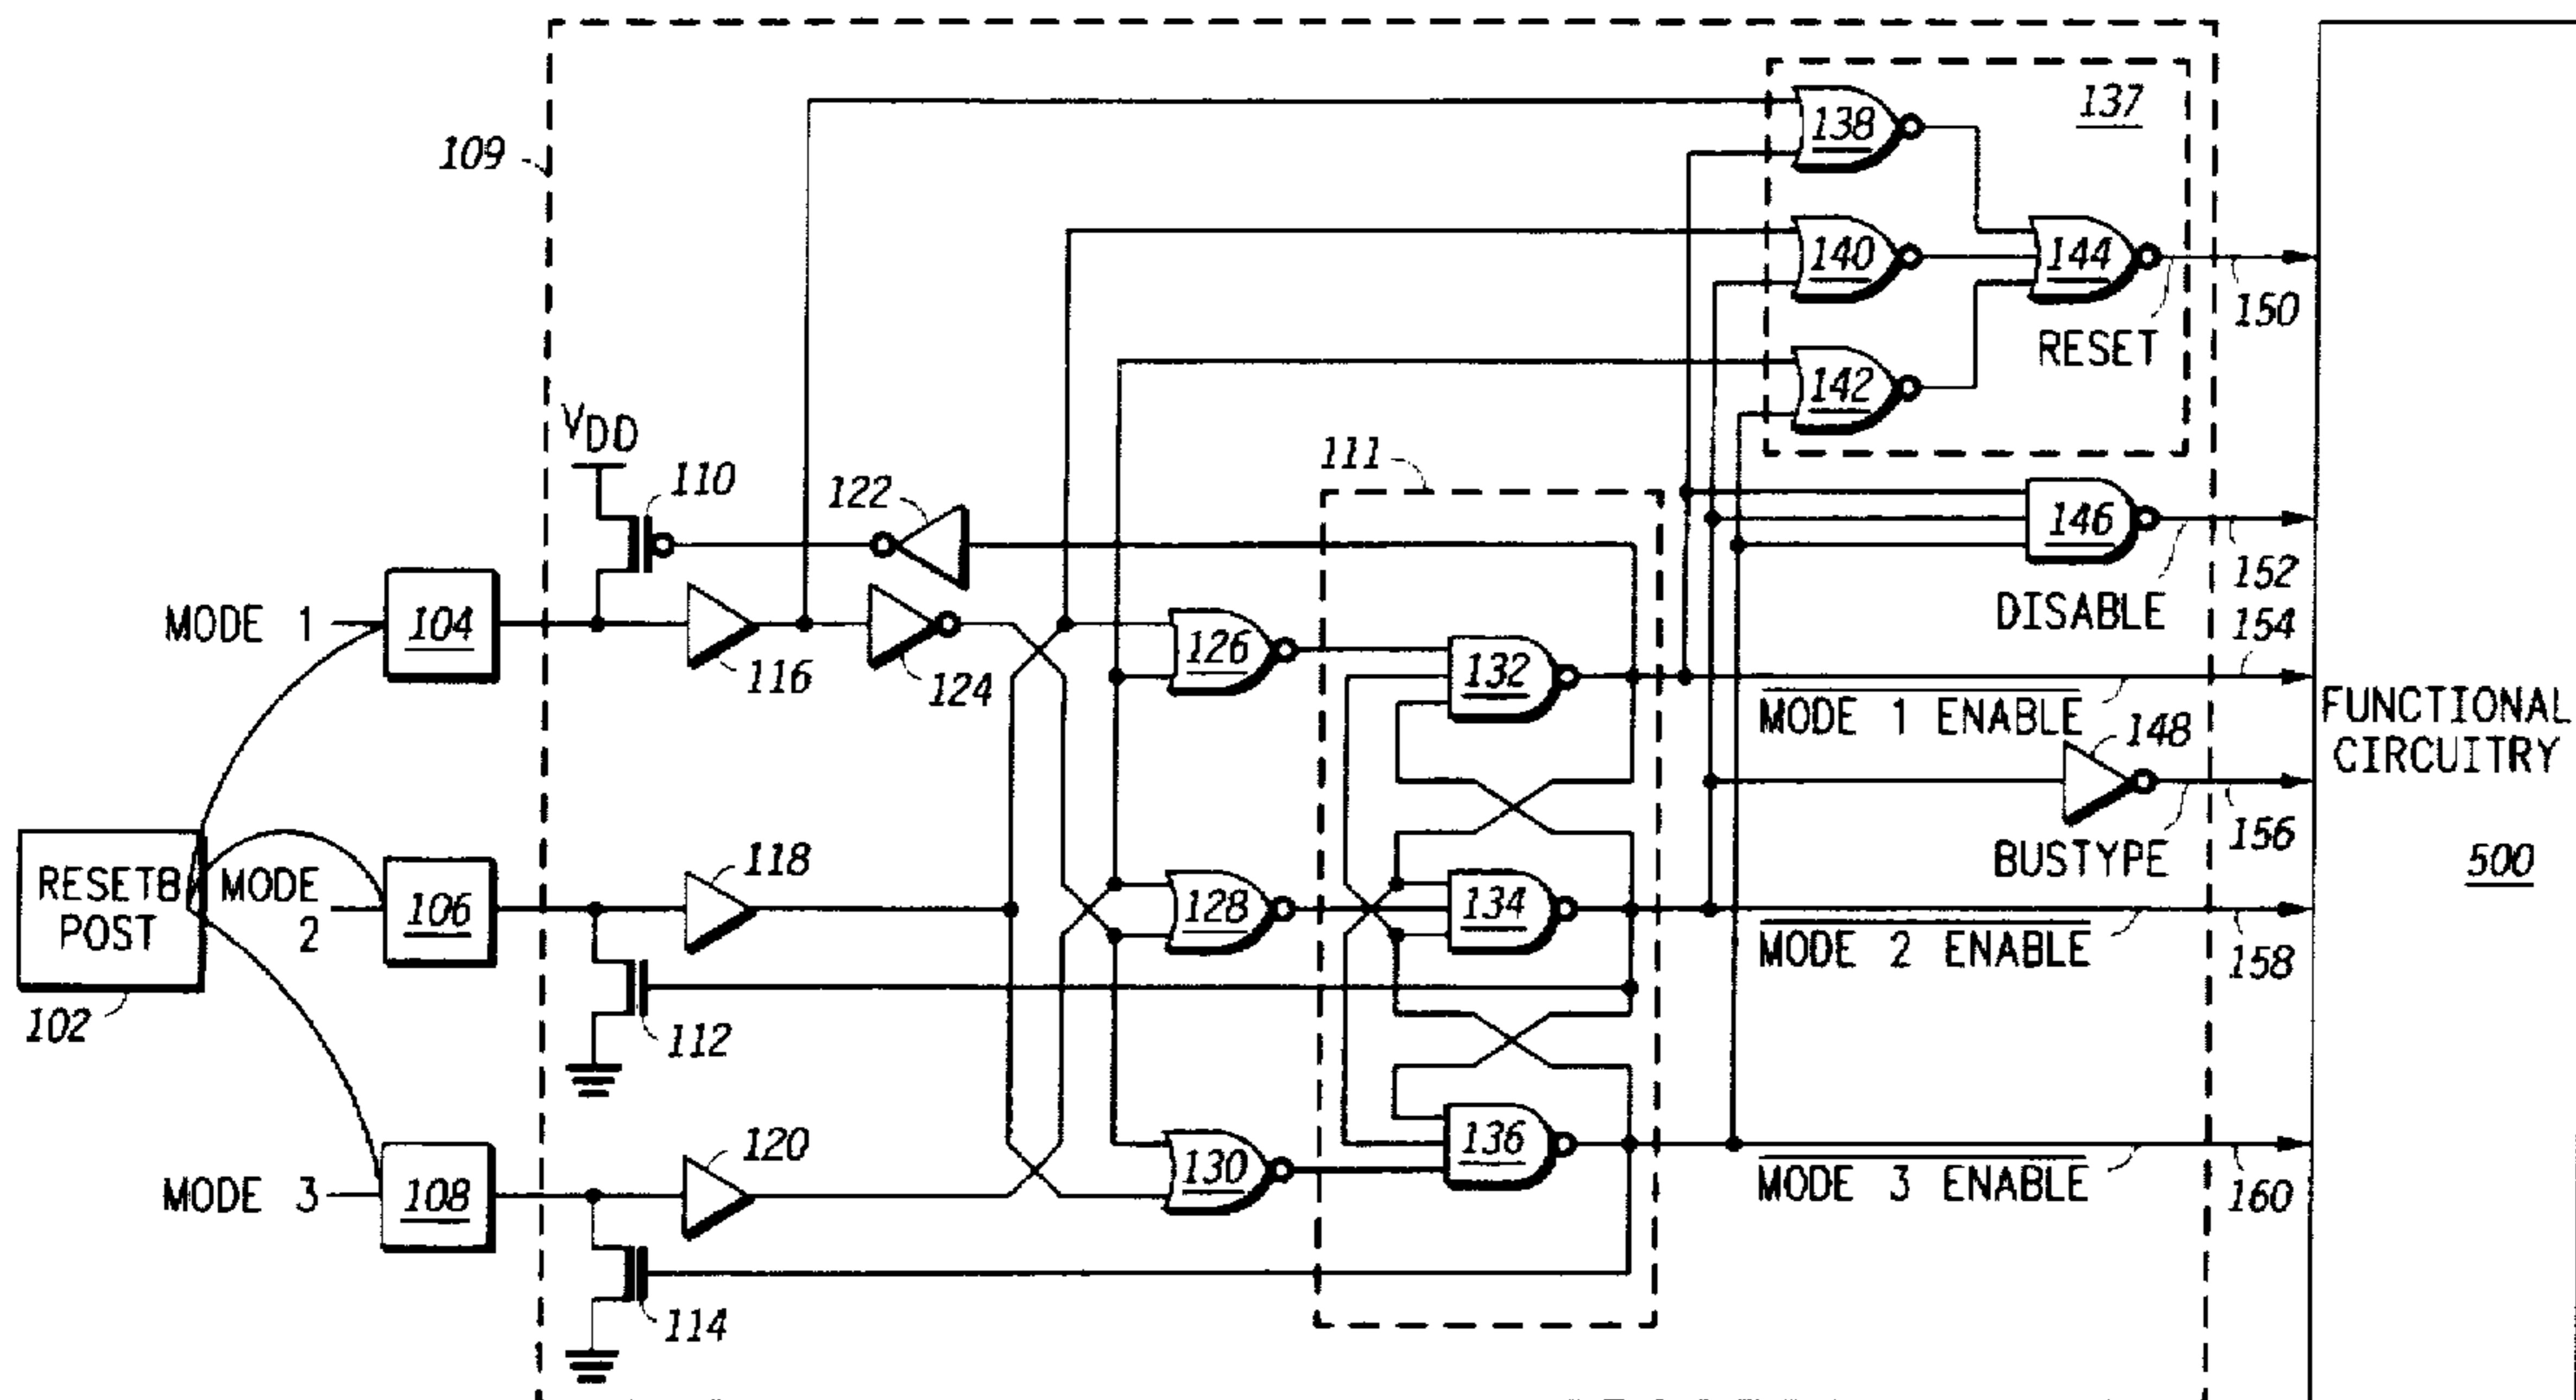 109
137
138
140
144
150
RESET
142
VDD
110
122
111
146
152
DISABLE
154
MODE 1
104
116
124
126
132
MODE 1 ENABLE
148
FUNCTIONAL
CIRCUITRY
500
156
BUSTYPE
RESETB
POST
102
MODE
2
106
118
128
134
MODE 2 ENABLE
158
112
MODE 3
108
120
130
136
MODE 3 ENABLE
160
114